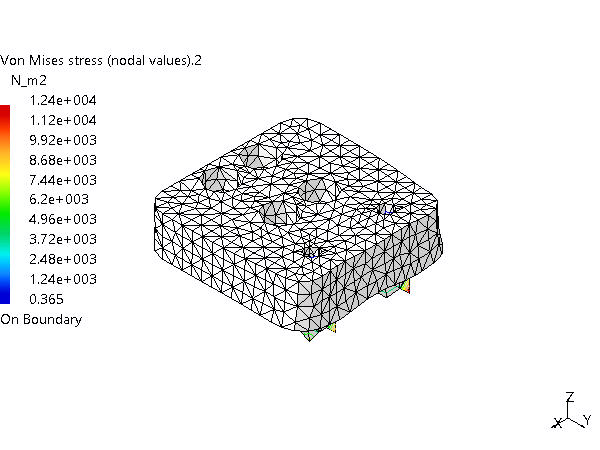 Von Mises stress (nodal values).2
N_m2
1.24e+004
1.12e+004
9.92e+003
8.68e+003
7.44e+003
6.2e+003
4.96e+003
3.72e+003
2.48e+003
1.24e+003
0.365
On Boundary
Z
X Y